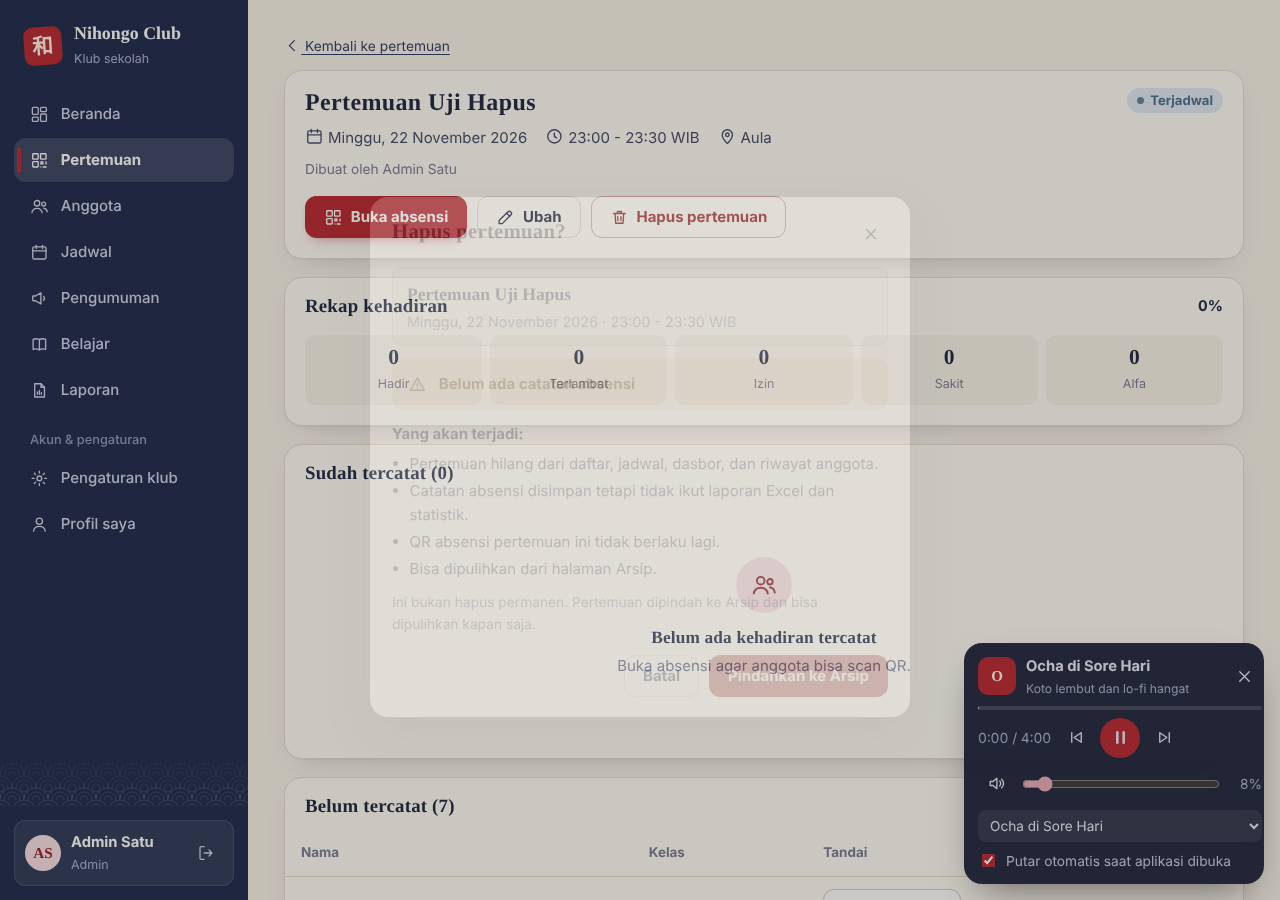 和
Nihongo Club
Klub sekolah
Beranda
Pertemuan
Anggota
Jadwal
Pengumuman
Belajar
Laporan
Akun & pengaturan
Pengaturan klub
Profil saya
AS
Admin Satu
Admin
Kembali ke pertemuan
Pertemuan Uji Hapus
Terjadwal
Minggu, 22 November 2026
23:00 - 23:30 WIB
Aula
Dibuat oleh Admin Satu
Buka absensi
Ubah
Hapus pertemuan
Rekap kehadiran
0%
0
Hadir
0
Terlambat
0
Izin
0
Sakit
0
Alfa
Sudah tercatat (0)
Belum ada kehadiran tercatat
Buka absensi agar anggota bisa scan QR.
Belum tercatat (7)
Nama
Kelas
Tandai
Hapus pertemuan?
Pertemuan Uji Hapus
Minggu, 22 November 2026 · 23:00 - 23:30 WIB
Belum ada catatan absensi
Yang akan terjadi:
• Pertemuan hilang dari daftar, jadwal, dasbor, dan riwayat anggota.
• Catatan absensi disimpan tetapi tidak ikut laporan Excel dan
statistik.
• QR absensi pertemuan ini tidak berlaku lagi.
• Bisa dipulihkan dari halaman Arsip.
Ini bukan hapus permanen. Pertemuan dipindah ke Arsip dan bisa
dipulihkan kapan saja.
Batal
Pindahkan ke Arsip
O
Ocha di Sore Hari
Koto lembut dan lo-fi hangat
0:00 / 4:00
8%
Ocha di Sore Hari
Putar otomatis saat aplikasi dibuka